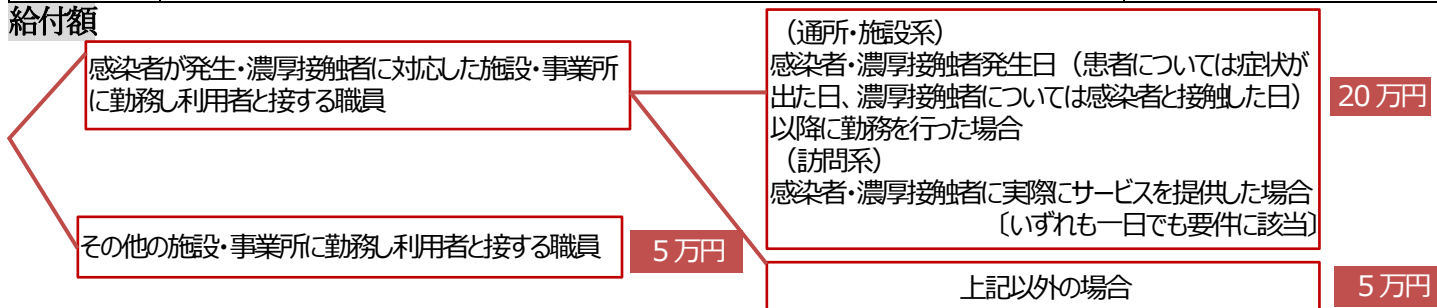 給付額
感染者が発生・濃厚接触者に対応した施設・事業所
に勤務し利用者と接する職員
（通所・施設系）
感染者・濃厚接触者発生日（患者については症状が
出た日、濃厚接触者については感染者と接触した日）
以降に勤務を行った場合
（訪問系）
感染者・濃厚接触者に実際にサービスを提供した場合
〔いずれも一日でも要件に該当〕
20万円
その他の施設・事業所に勤務し利用者と接する職員
5万円
上記以外の場合
5万円